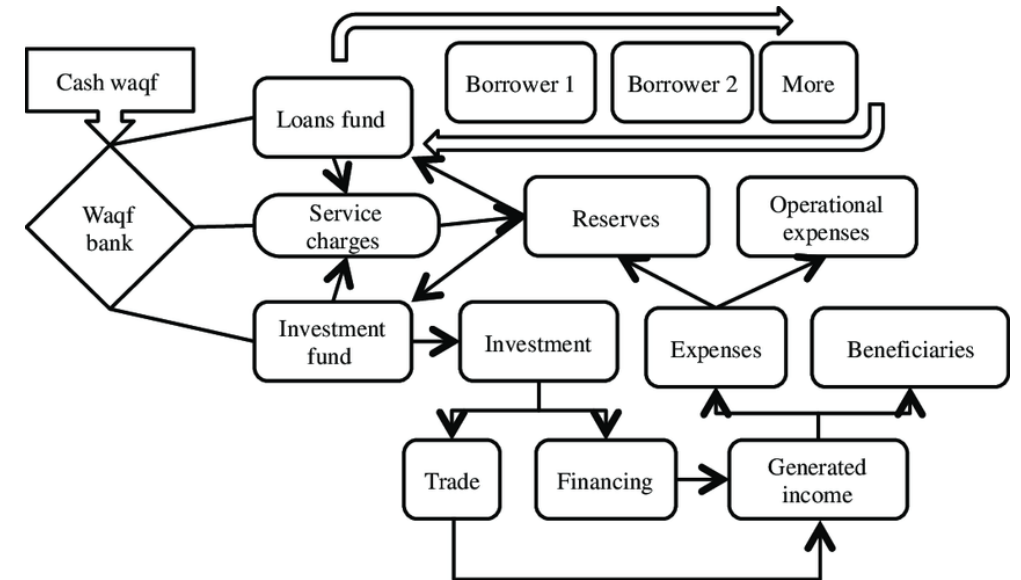 Cash waqf
Loans fund
Borrower 1
Borrower 2
More
Waqf
bank
Service
charges
Reserves
Operational
expenses
Investment
fund
Investment
Expenses
Beneficiaries
Trade
Financing
Generated
income